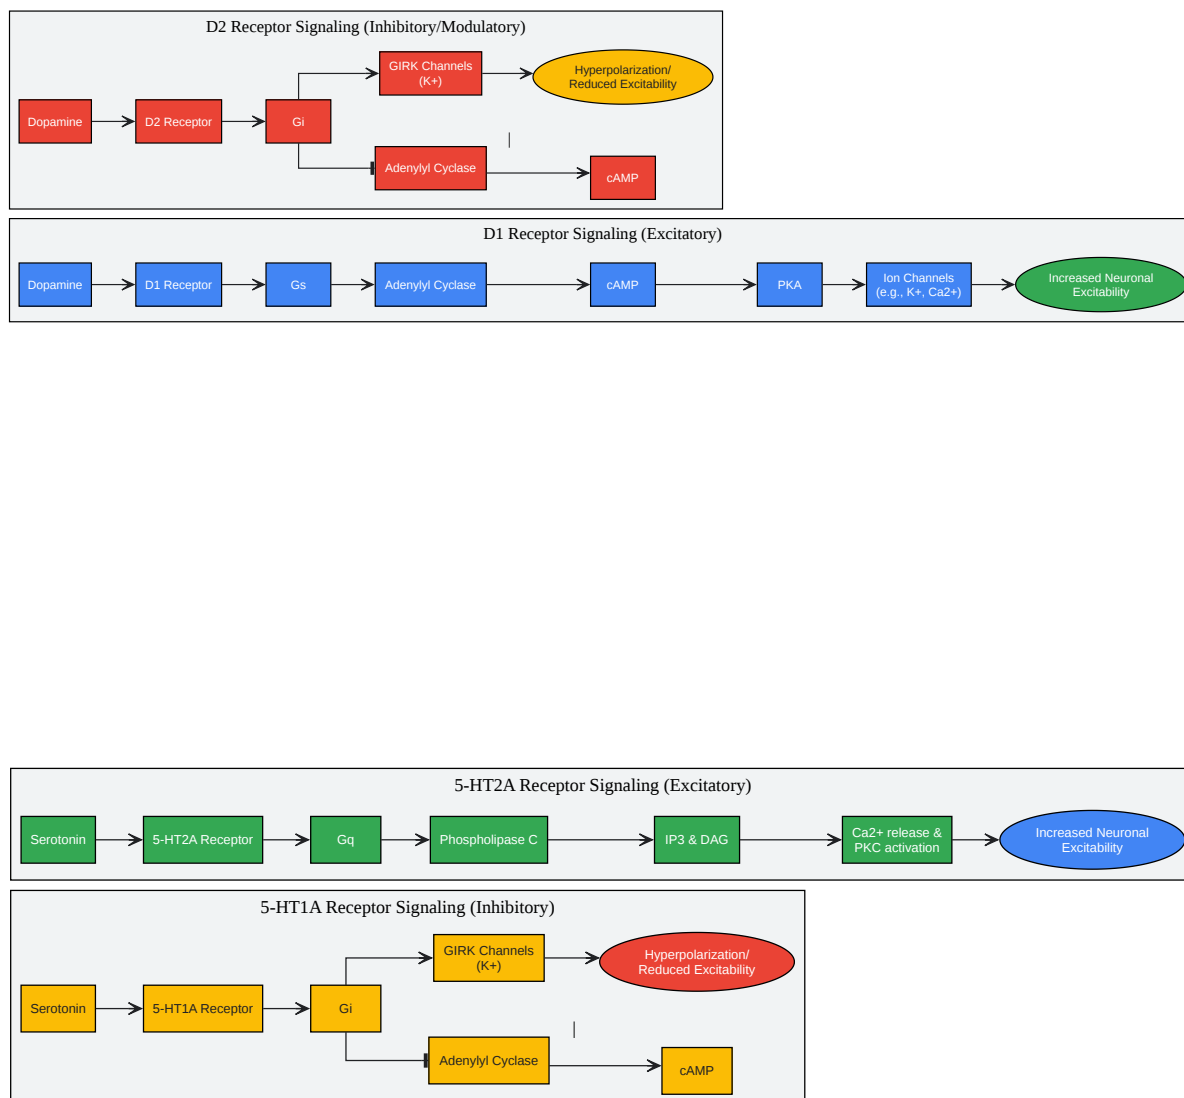 D2 Receptor Signaling (Inhibitory/Modulatory)
GIRK Channels
(K+)
Hyperpolarization/
Reduced Excitability
Dopamine
D2 Receptor
Gi
Adenylyl Cyclase
cAMP
D1 Receptor Signaling (Excitatory)
Dopamine
D1 Receptor
Gs
Adenylyl Cyclase
cAMP
PKA
Ion Channels
(e.g., K+, Ca2+)
Increased Neuronal
Excitability
5-HT2A Receptor Signaling (Excitatory)
Serotonin
5-HT2A Receptor
Gq
Phospholipase C
IP3 & DAG
Ca2+ release &
PKC activation
Increased Neuronal
Excitability
5-HT1A Receptor Signaling (Inhibitory)
GIRK Channels
(K+)
Hyperpolarization/
Reduced Excitability
Serotonin
5-HT1A Receptor
Gi
Adenylyl Cyclase
cAMP